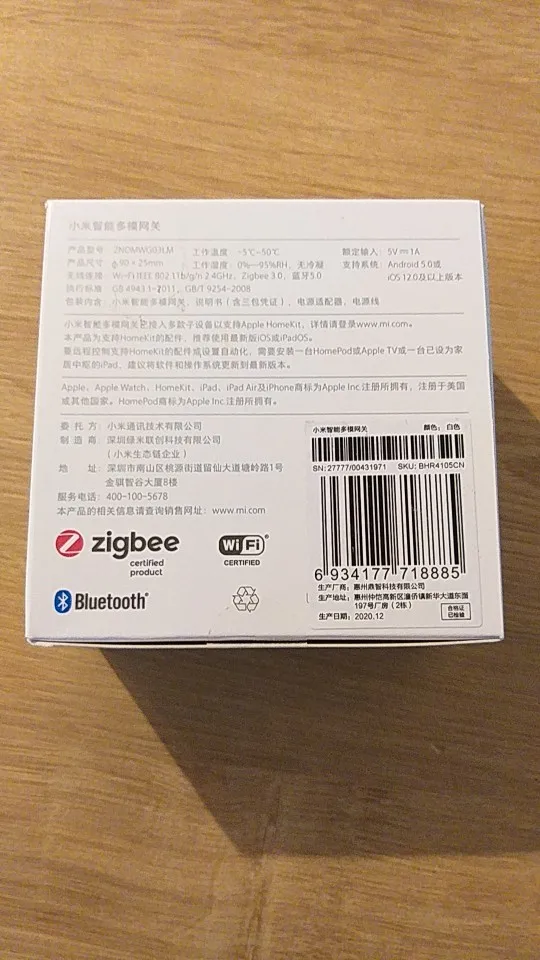 小米智能多模网关
产品型号: ZNDMWG03LM 工作温度: -5℃~50℃ 额定输入: 5V⎓1A
产品尺寸: 90×25mm 工作湿度: 0%—95%RH, 无冷凝 支持系统: Android 5.0或
无线连接: Wi-Fi IEEE 802.11b/g/n 2.4GHz, Zigbee 3.0, 蓝牙5.0 iOS 12.0及以上版本
执行标准: GB 4943.1-2011, GB/T 9254-2008
包装内含: 小米智能多模网关、说明书(含三包凭证)、电源适配器、电源线
小米智能多模网关已接入多款子设备以支持Apple HomeKit, 详情请登录www.mi.com。
本产品为支持HomeKit的配件, 推荐使用最新版iOS或iPadOS。
要远程控制支持HomeKit的配件或设置自动化, 需要安装一台HomePod或Apple TV或一台已设为家
居中枢的iPad, 建议将软件和操作系统更新到最新版本。
Apple、Apple Watch、HomeKit、iPad、iPad Air及iPhone商标为Apple Inc.注册所拥有, 注册于美国
或其他国家。HomePod商标为Apple Inc.注册所有。
委 托 方: 小米通讯技术有限公司
制 造 商: 深圳绿米联创科技有限公司
(小米生态链企业)
地 址: 深圳市南山区桃源街道留仙大道塘岭路1号
金骐智谷大厦8楼
服务电话: 400-100-5678
本产品的相关信息请查询销售网址: www.mi.com
zigbee
certified
product
Wi Fi®
CERTIFIED
Bluetooth®
小米智能多模网关 颜色: 白色
SN: 27777/00431971 SKU: BHR4105CN
6 934177 718885
生产厂商: 惠州鼎智科技有限公司
生产地址: 惠州仲恺高新区潼侨镇新华大道东面
197号厂房(2栋)
生产日期: 2020.12
合格证
已检验